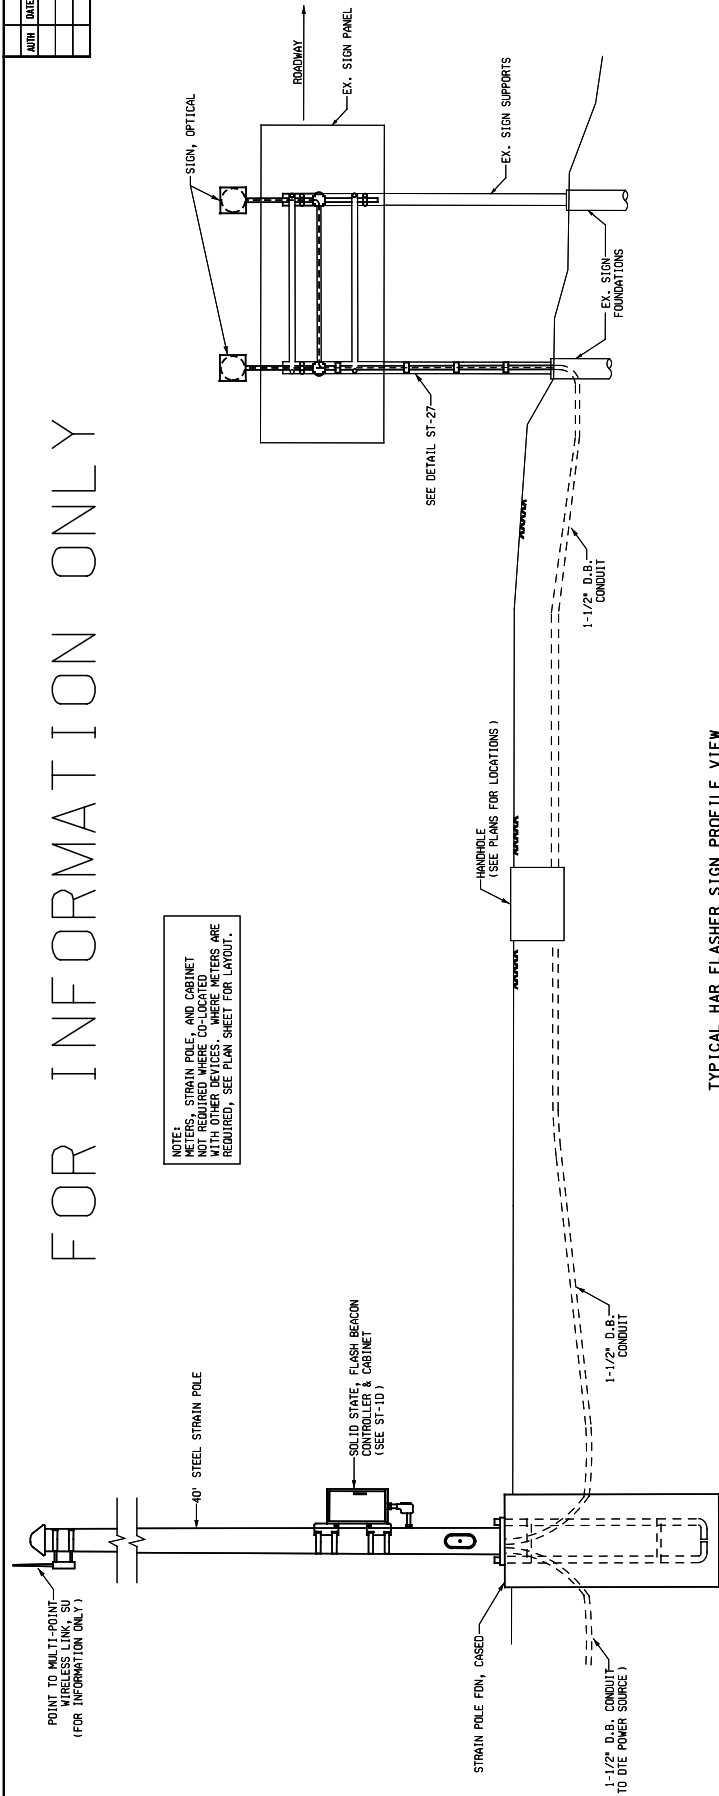 AUTH DATE
FOR INFORMATION ONLY
NOTE:
METERS, STRAIN POLE, AND CABINET
NOT REQUIRED WHERE CO-LOCATED
WITH OTHER DEVICES. WHERE METERS ARE
REQUIRED, SEE PLAN SHEET FOR LAYOUT.
POINT TO MULTI-POINT
WIRELESS LINK, SU
(FOR INFORMATION ONLY)
40' STEEL STRAIN POLE
SOLID STATE, FLASH BEACON
CONTROLLER & CABINET
(SEE ST-1D)
SIGN, OPTICAL
ROADWAY
EX. SIGN PANEL
SEE DETAIL ST-27
EX. SIGN SUPPORTS
EX. SIGN
FOUNDATIONS
HANDHOLE
(SEE PLANS FOR LOCATIONS)
1-1/2" D.B.
CONDUIT
STRAIN POLE FDN, CASED
1-1/2" D.B. CONDUIT
TO DTE POWER SOURCE)
1-1/2" D.B.
CONDUIT
TYPICAL HAR FLASHER SIGN PROFILE VIEW